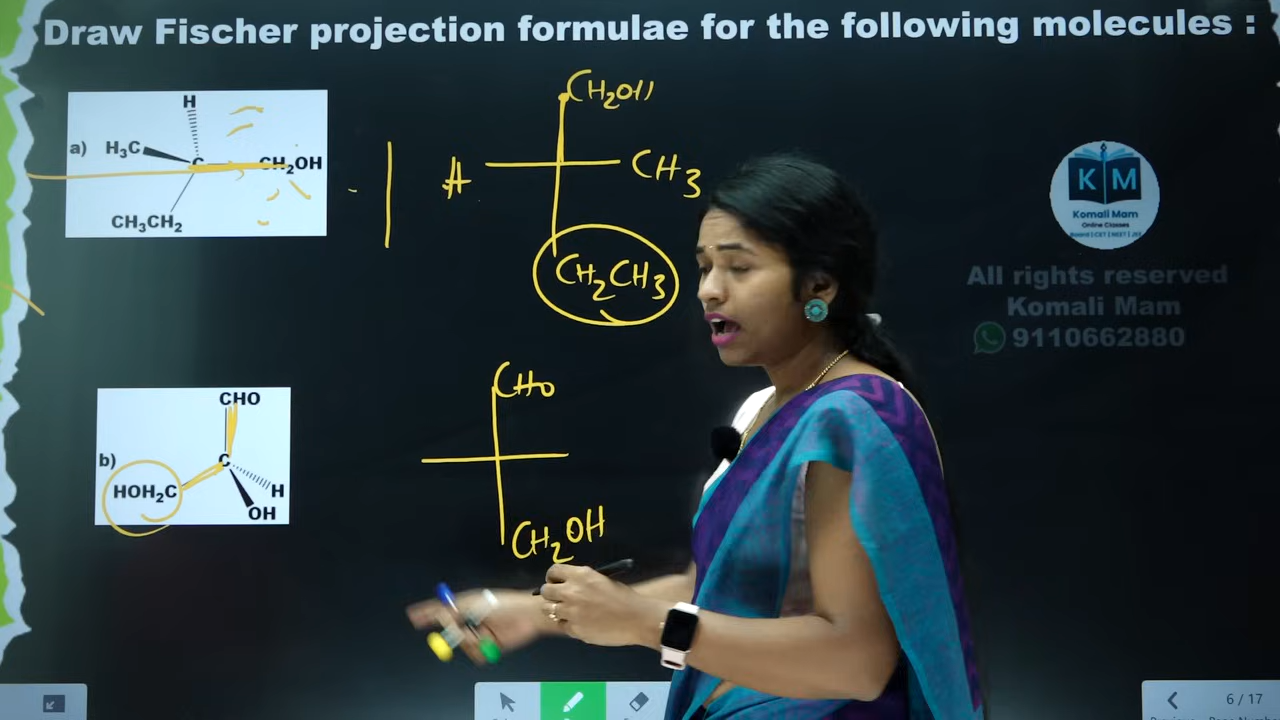 Draw Fischer projection formulae for the following molecules :
H
a) H₃C
C
CH₂OH
CH₃CH₂
CH₂OH
H
CH₃
CH₂CH₃
K M
Komali Mam
Online Classes
All rights reserved
Komali Mam
9110662880
CHO
b)
C
HOH₂C
H
OH
CHO
CH₂OH
6 / 17